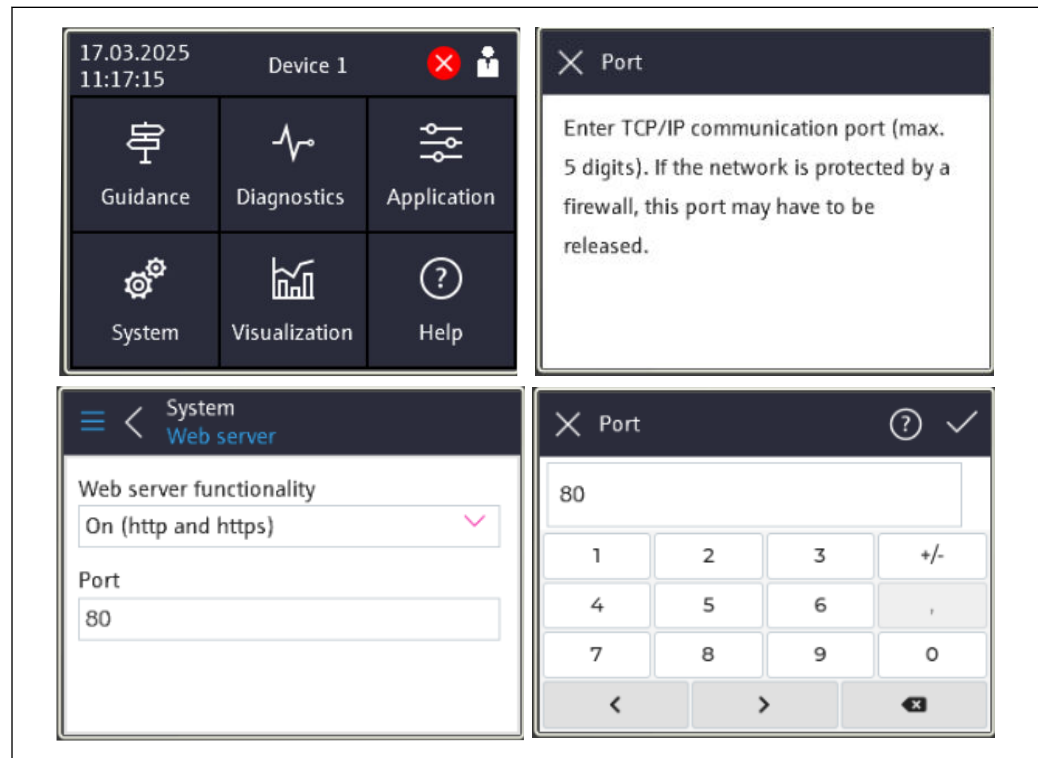 17.03.2025
11:17:15
Device 1
Guidance
Diagnostics
Application
System
Visualization
Help
Port
Enter TCP/IP communication port (max.
5 digits). If the network is protected by a
firewall, this port may have to be
released.
System
Web server
Web server functionality
On (http and https)
Port
80
Port
?
80
1 2 3 +/-
4 5 6 ,
7 8 9 0